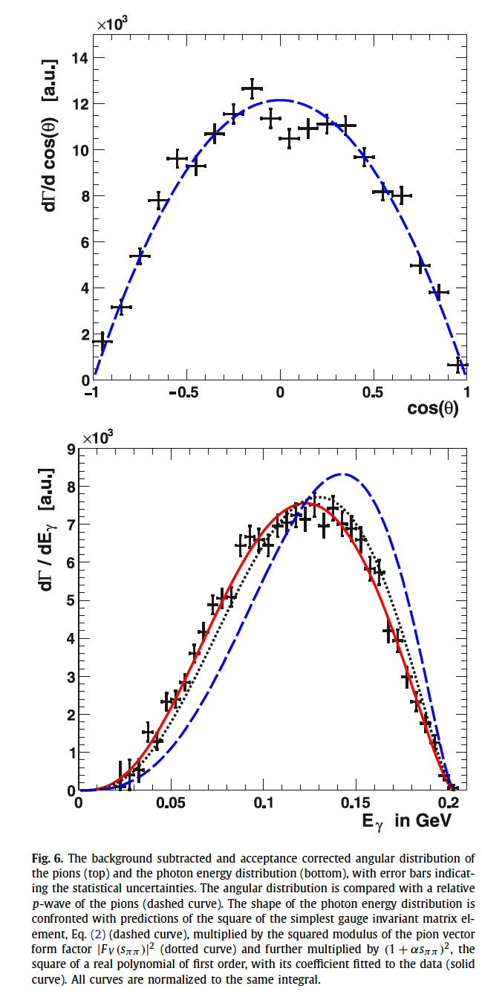 ×10³
14
12
10
8
6
4
2
0
dΓ/d cos(θ) [a.u.]
−1 −0.5 0 0.5 1
cos(θ)
×10³
9
8
7
6
5
4
3
2
1
0
dΓ / dEγ [a.u.]
0 0.05 0.1 0.15 0.2
Eγ in GeV
Fig. 6. The background subtracted and acceptance corrected angular distribution of
the pions (top) and the photon energy distribution (bottom), with error bars indicat-
ing the statistical uncertainties. The angular distribution is compared with a relative
p-wave of the pions (dashed curve). The shape of the photon energy distribution is
confronted with predictions of the square of the simplest gauge invariant matrix el-
ement, Eq. (2) (dashed curve), multiplied by the squared modulus of the pion vector
form factor |F_V(s_ππ)|² (dotted curve) and further multiplied by (1 + αs_ππ)², the
square of a real polynomial of first order, with its coefficient fitted to the data (solid
curve). All curves are normalized to the same integral.